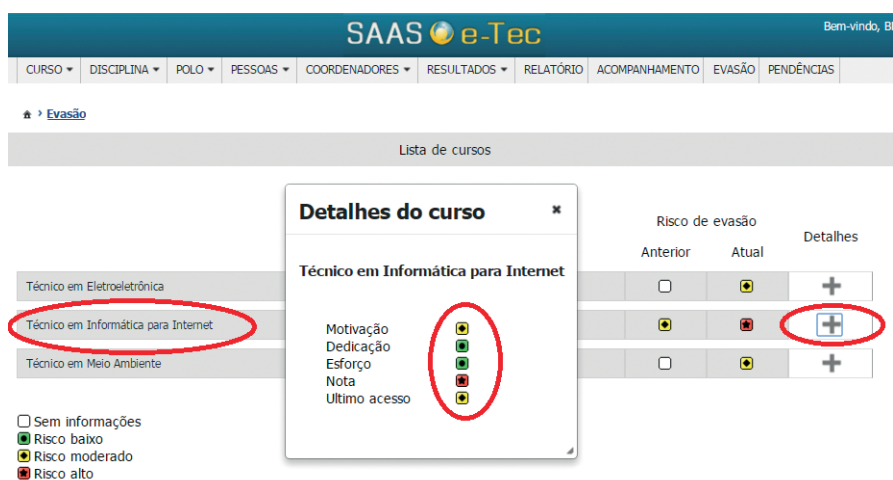 SAAS e-Tec
Bem-vindo,
CURSO DISCIPLINA POLO PESSOAS COORDENADORES RESULTADOS RELATÓRIO ACOMPANHAMENTO EVASÃO PENDÊNCIAS
› Evasão
Lista de cursos
Detalhes do curso
Técnico em Informática para Internet
Motivação
Dedicação
Esforço
Nota
Ultimo acesso
Risco de evasão
Anterior Atual
Detalhes
Técnico em Eletroeletrônica
Técnico em Informática para Internet
Técnico em Meio Ambiente
Sem informações
Risco baixo
Risco moderado
Risco alto